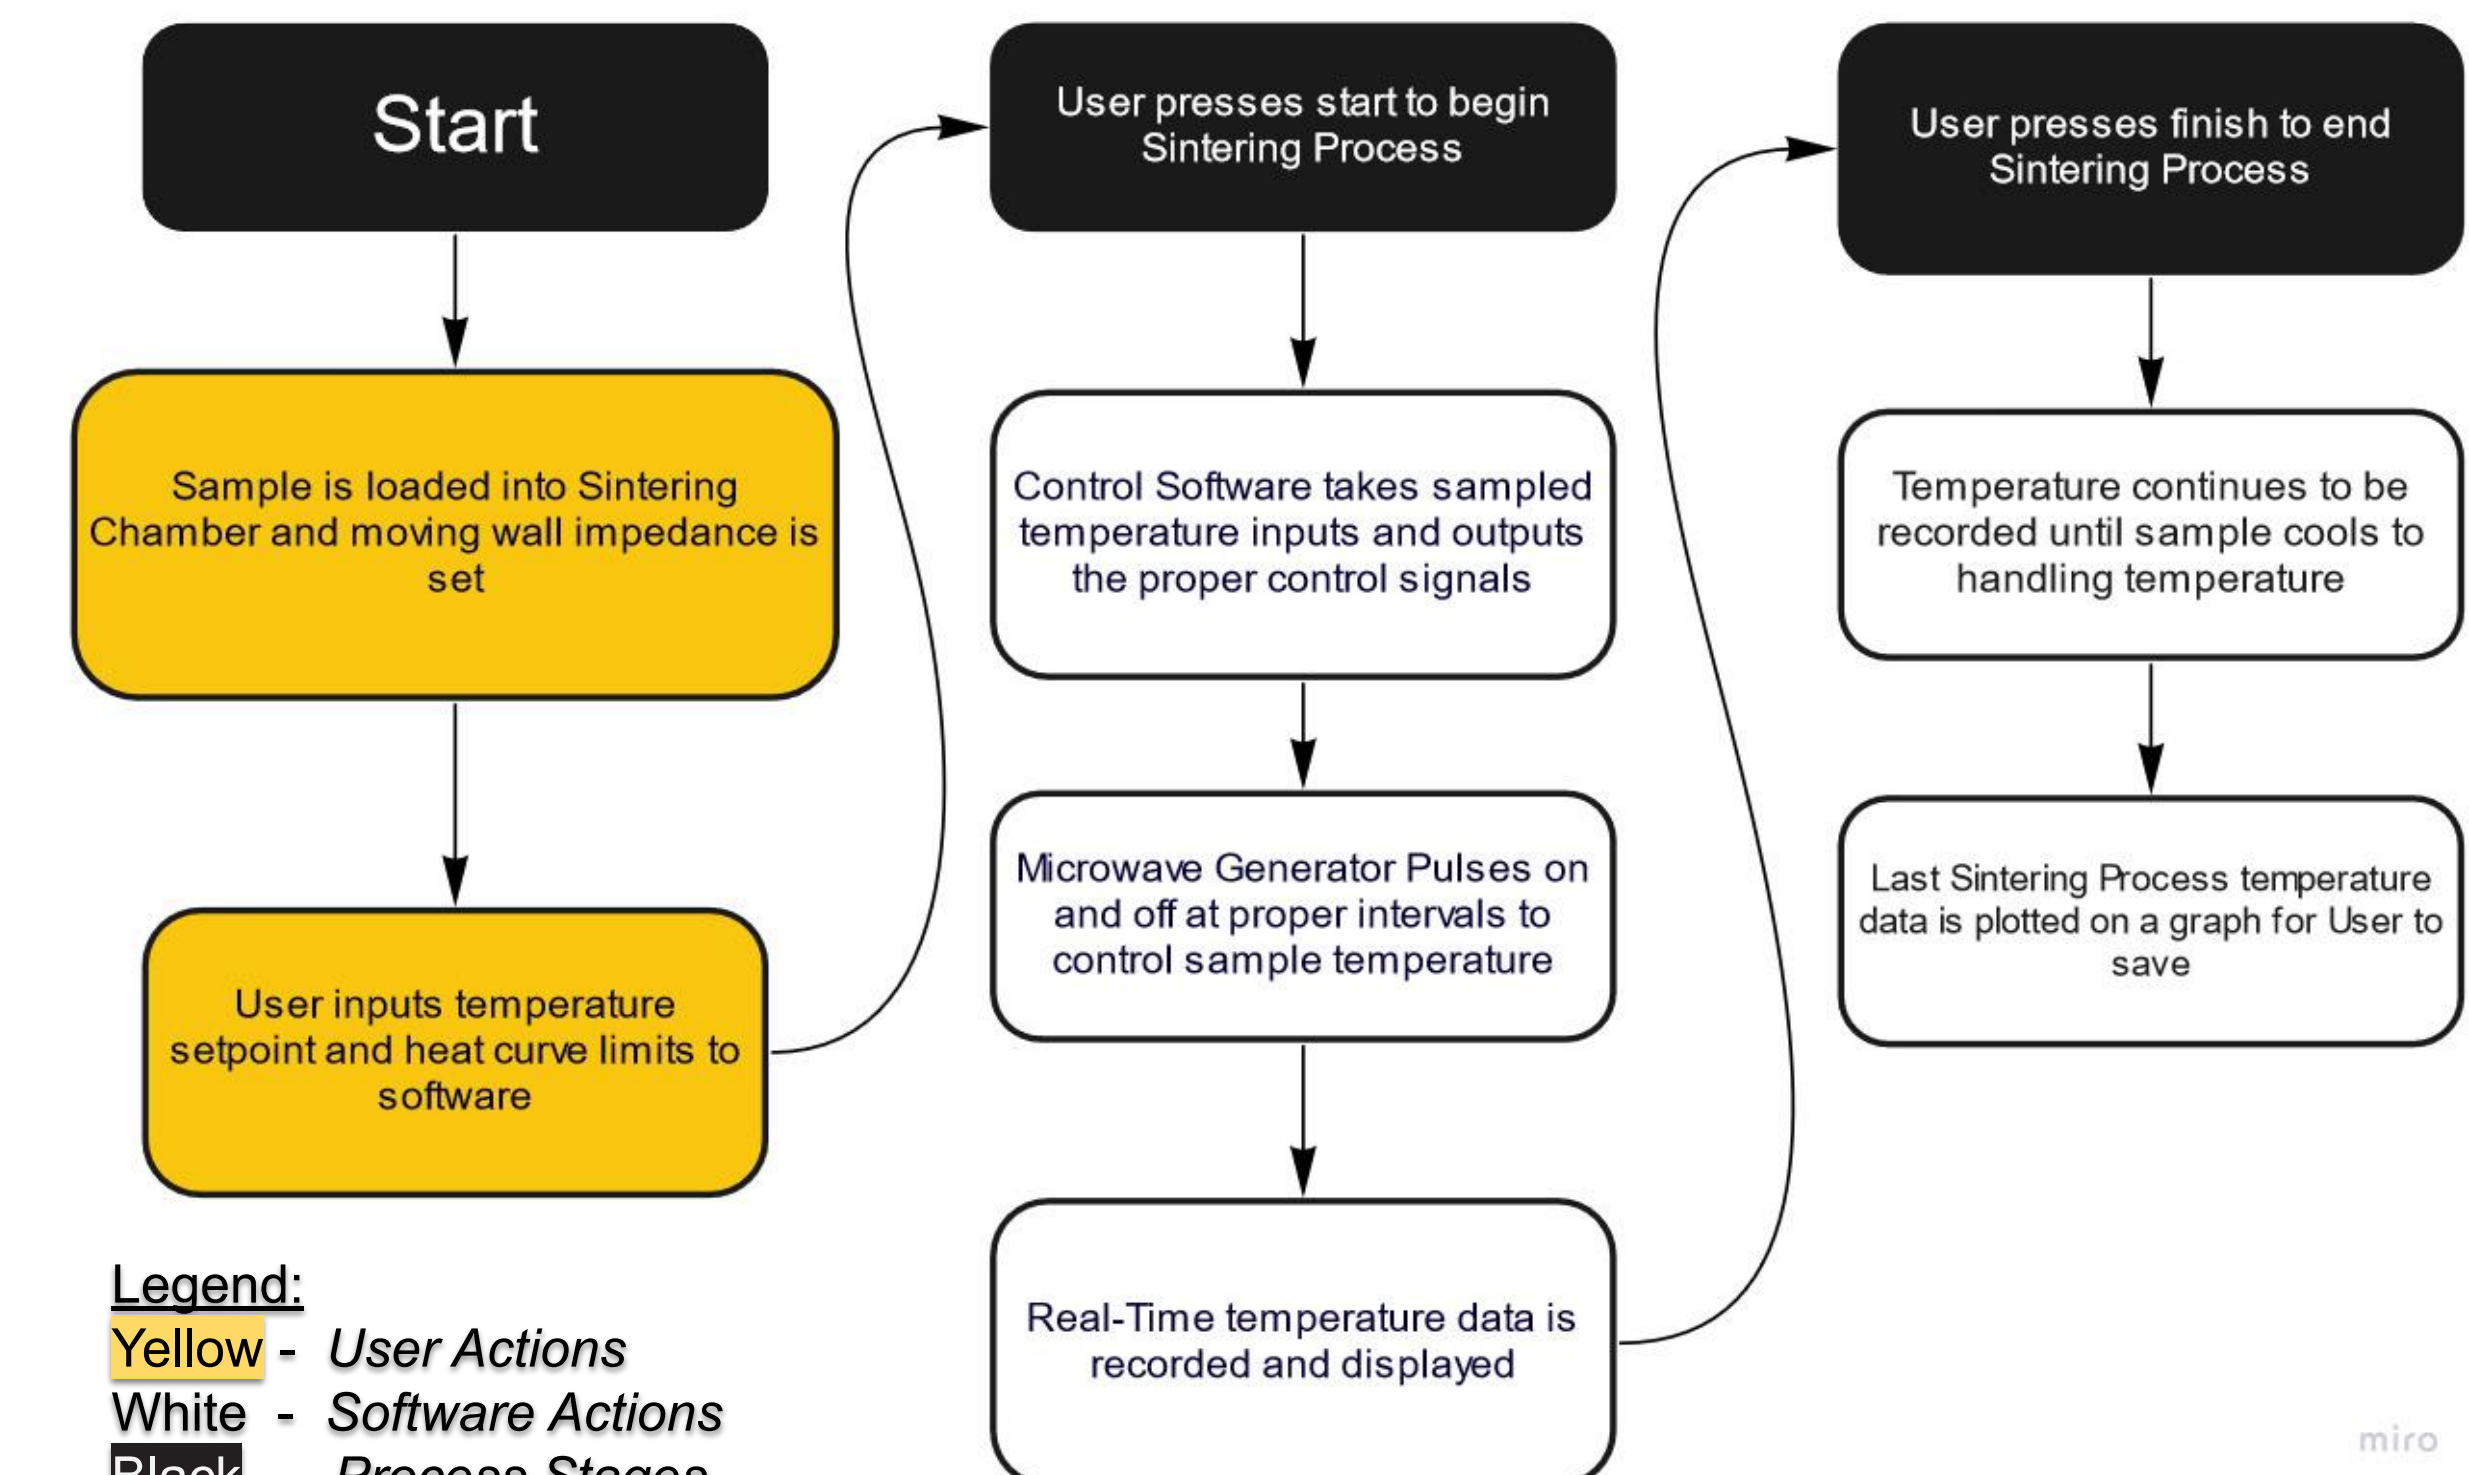 Start
Sample is loaded into Sintering
Chamber and moving wall impedance is
set
User inputs temperature
setpoint and heat curve limits to
software
User presses start to begin
Sintering Process
Control Software takes sampled
temperature inputs and outputs
the proper control signals
Microwave Generator Pulses on
and off at proper intervals to
control sample temperature
Real-Time temperature data is
recorded and displayed
User presses finish to end
Sintering Process
Temperature continues to be
recorded until sample cools to
handling temperature
Last Sintering Process temperature
data is plotted on a graph for User to
save
Legend:
Yellow - User Actions
White - Software Actions
Black Process Stages
miro